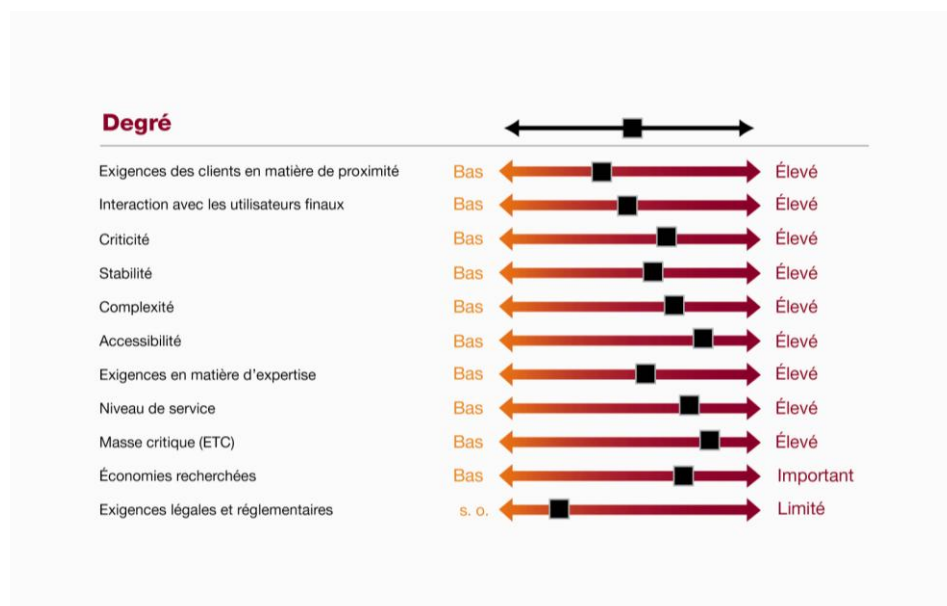 Degré
Exigences des clients en matière de proximité Bas Élevé
Interaction avec les utilisateurs finaux Bas Élevé
Criticité Bas Élevé
Stabilité Bas Élevé
Complexité Bas Élevé
Accessibilité Bas Élevé
Exigences en matière d'expertise Bas Élevé
Niveau de service Bas Élevé
Masse critique (ETC) Bas Élevé
Économies recherchées Bas Important
Exigences légales et réglementaires s. o. Limité